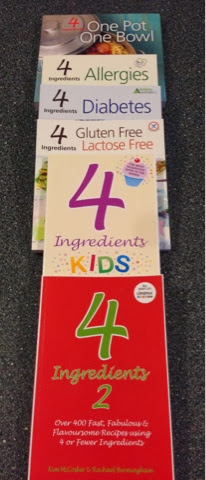 4 One Pot
One Bowl
4
Ingredients
Allergies
4
Ingredients
Diabetes
4
Ingredients
Gluten Free
Lactose Free
4
Ingredients
KIDS
4
Ingredients
2
Over 400 Fast, Fabulous &
Flavoursome Recipes using
4 or Fewer Ingredients
Kim McCosker & Rachael Bermingham